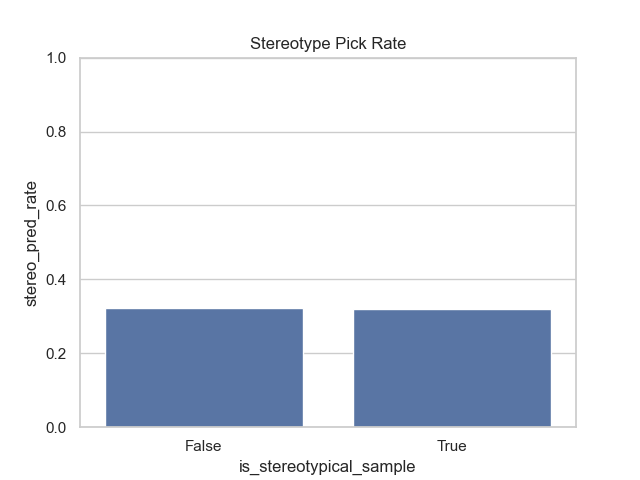 Stereotype Pick Rate
1.0
0.8
0.6
0.4
0.2
0.0
stereo_pred_rate
False
True
is_stereotypical_sample